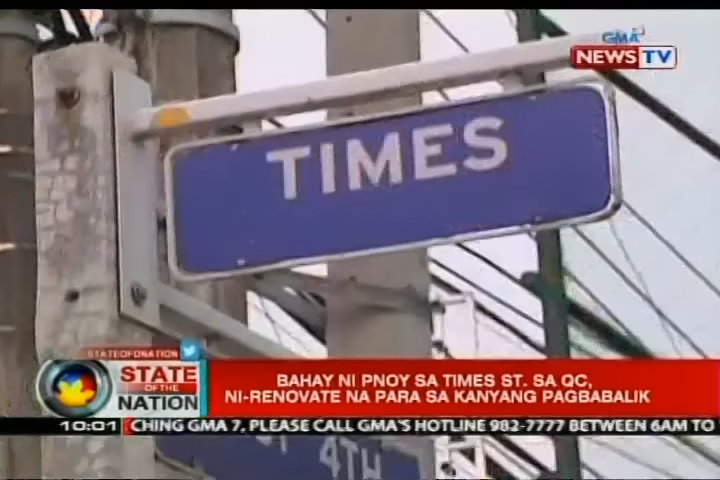 GMA
NEWS TV
TIMES
STATEOFDNATION
STATE
OF THE
NATION
BAHAY NI PNOY SA TIMES ST. SA QC,
NI-RENOVATE NA PARA SA KANYANG PAGBABALIK
10:01 CHING GMA 7, PLEASE CALL GMA'S HOTLINE 982-7777 BETWEEN 6AM TO
4TH